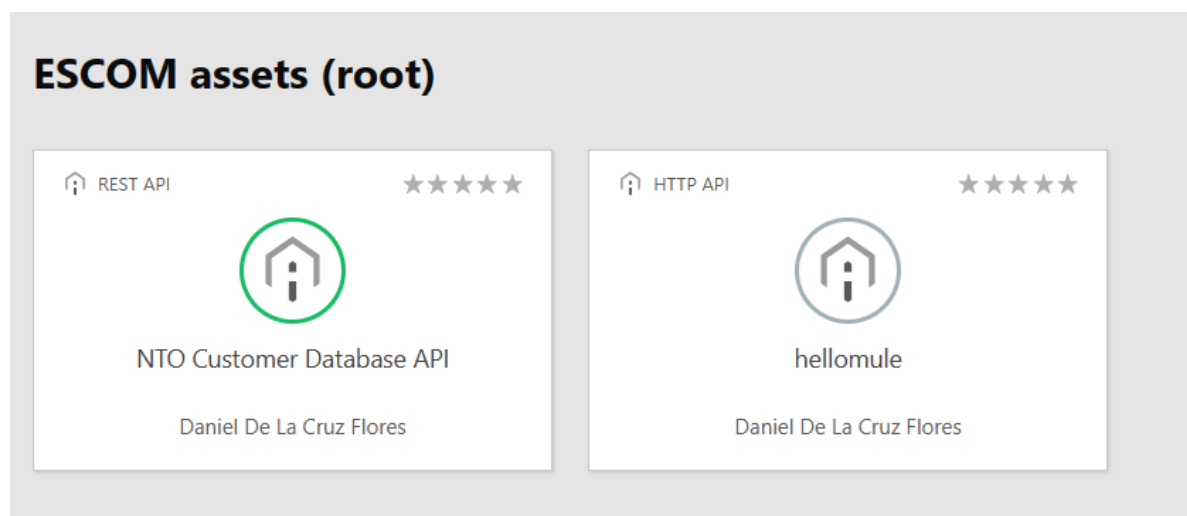 ESCOM assets (root)
REST API
NTO Customer Database API
Daniel De La Cruz Flores
HTTP API
hellomule
Daniel De La Cruz Flores